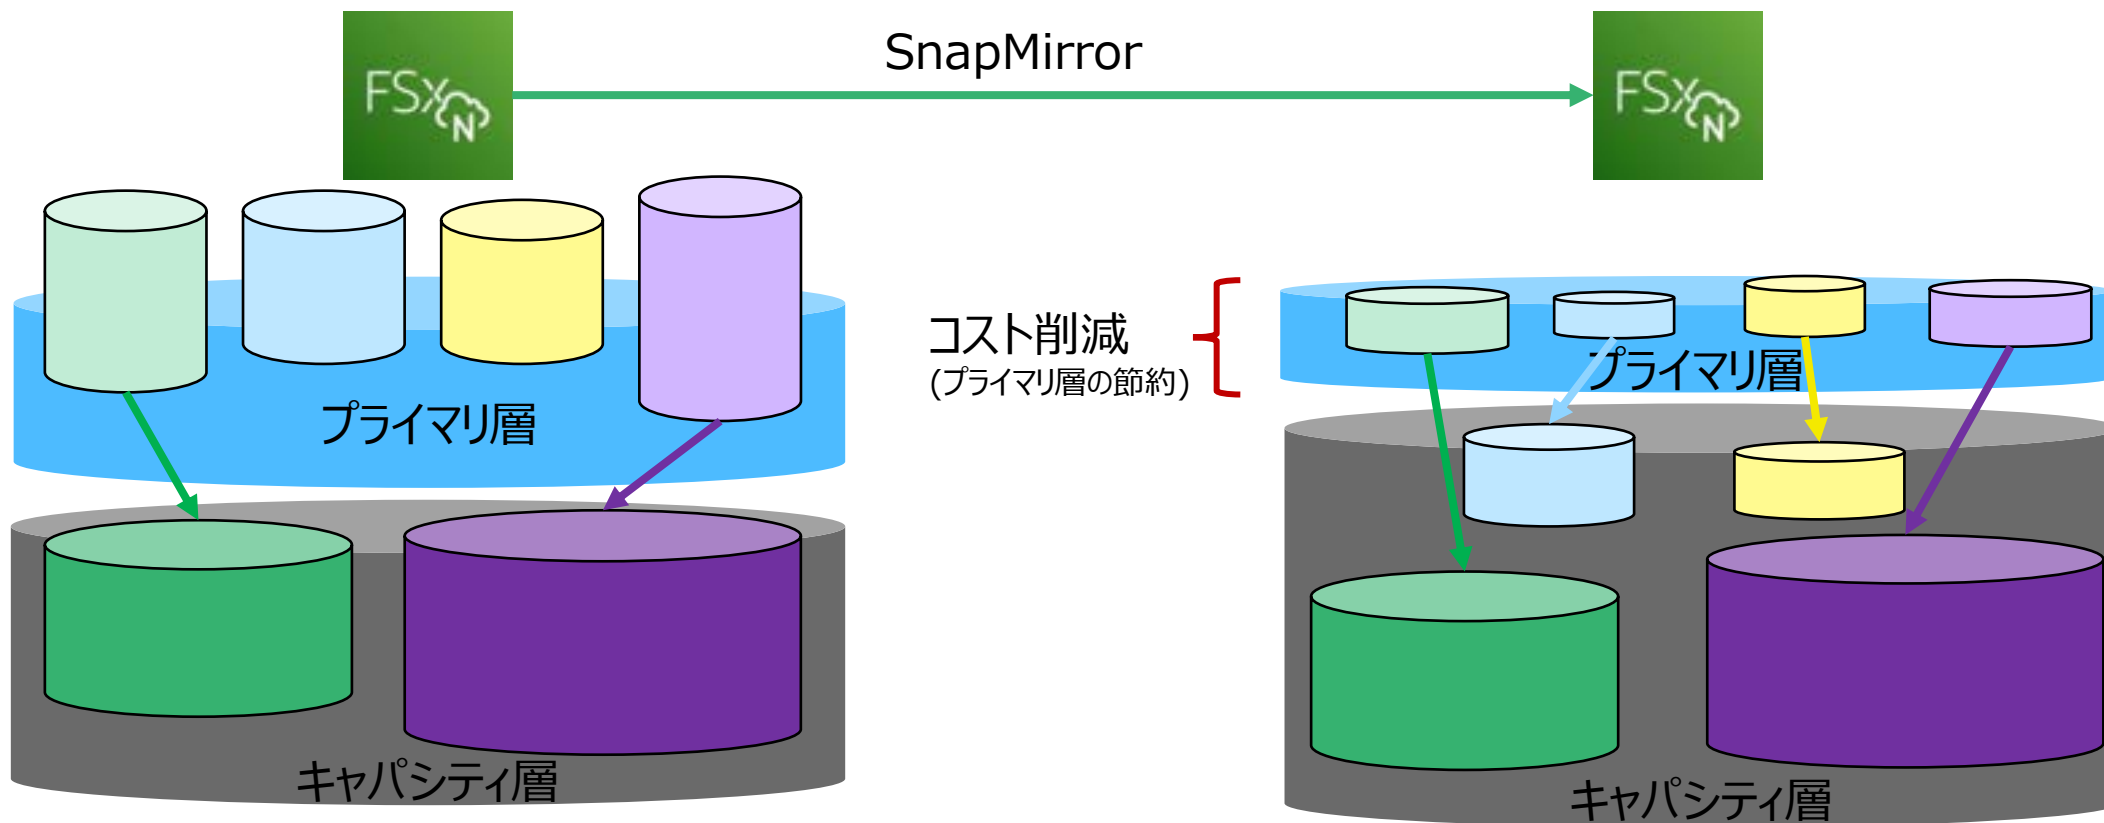 SnapMirror
FSx
N
FSx
N
コスト削減
(プライマリ層の節約)
プライマリ層
プライマリ層
キャパシティ層
キャパシティ層